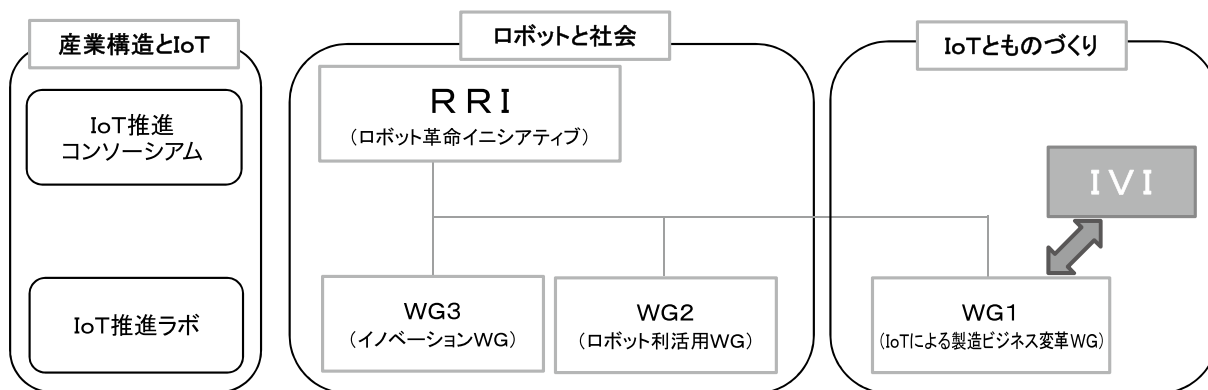 産業構造とIoT
IoT推進
コンソーシアム
IoT推進ラボ
ロボットと社会
ＲＲＩ
（ロボット革命イニシアティブ）
WG3
（イノベーションWG）
WG2
（ロボット利活用WG）
IoTとものづくり
ＩＶＩ
WG1
（IoTによる製造ビジネス変革WG）